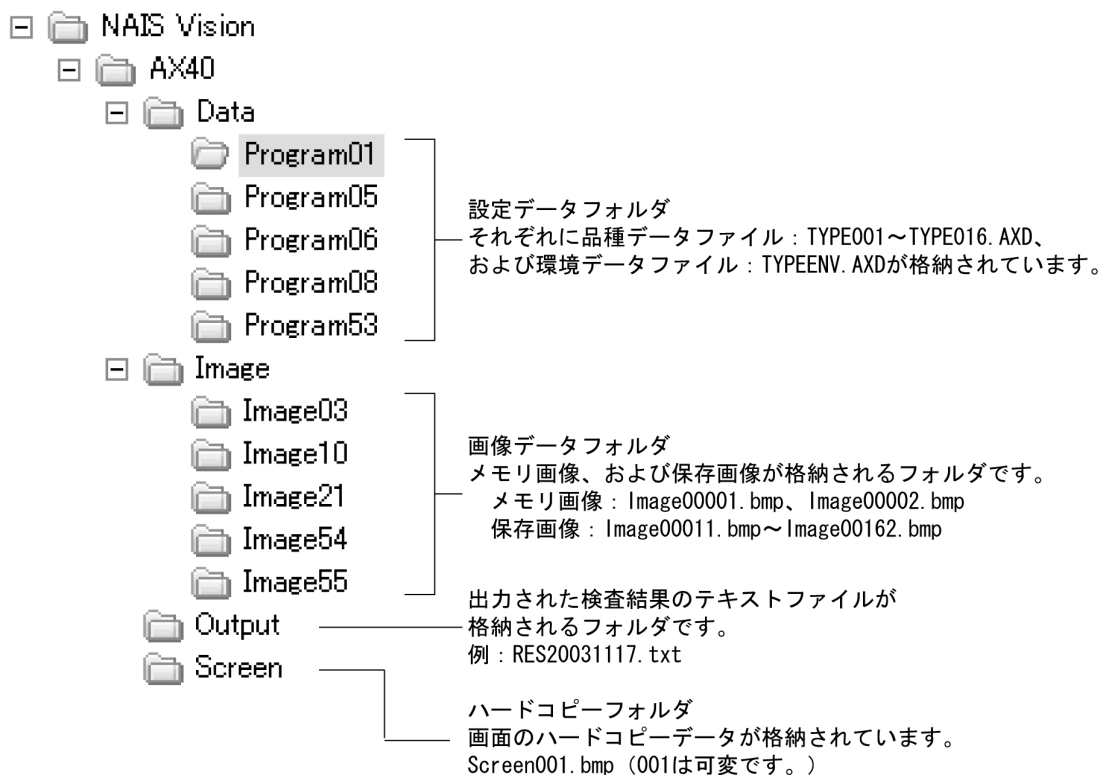 NAIS Vision
AX40
Data
Program01
Program05
Program06
Program08
Program53
設定データフォルダ
それぞれに品種データファイル：TYPE001～TYPE016.AXD、
および環境データファイル：TYPEENV.AXDが格納されています。
Image
Image03
Image10
Image21
Image54
Image55
画像データフォルダ
メモリ画像、および保存画像が格納されるフォルダです。
メモリ画像：Image00001.bmp、Image00002.bmp
保存画像：Image00011.bmp～Image00162.bmp
Output
出力された検査結果のテキストファイルが
格納されるフォルダです。
例：RES20031117.txt
Screen
ハードコピーフォルダ
画面のハードコピーデータが格納されています。
Screen001.bmp（001は可変です。）